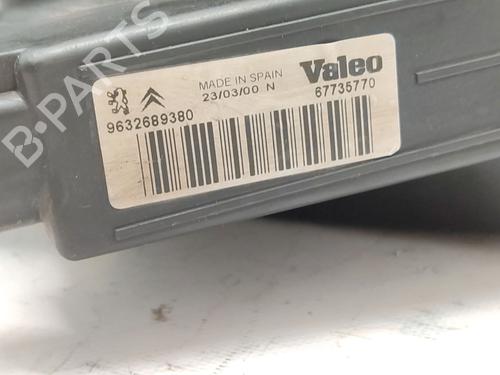 B-PARTS
MADE IN SPAIN
23/03/00 N
Valeo
67735770
9632689380